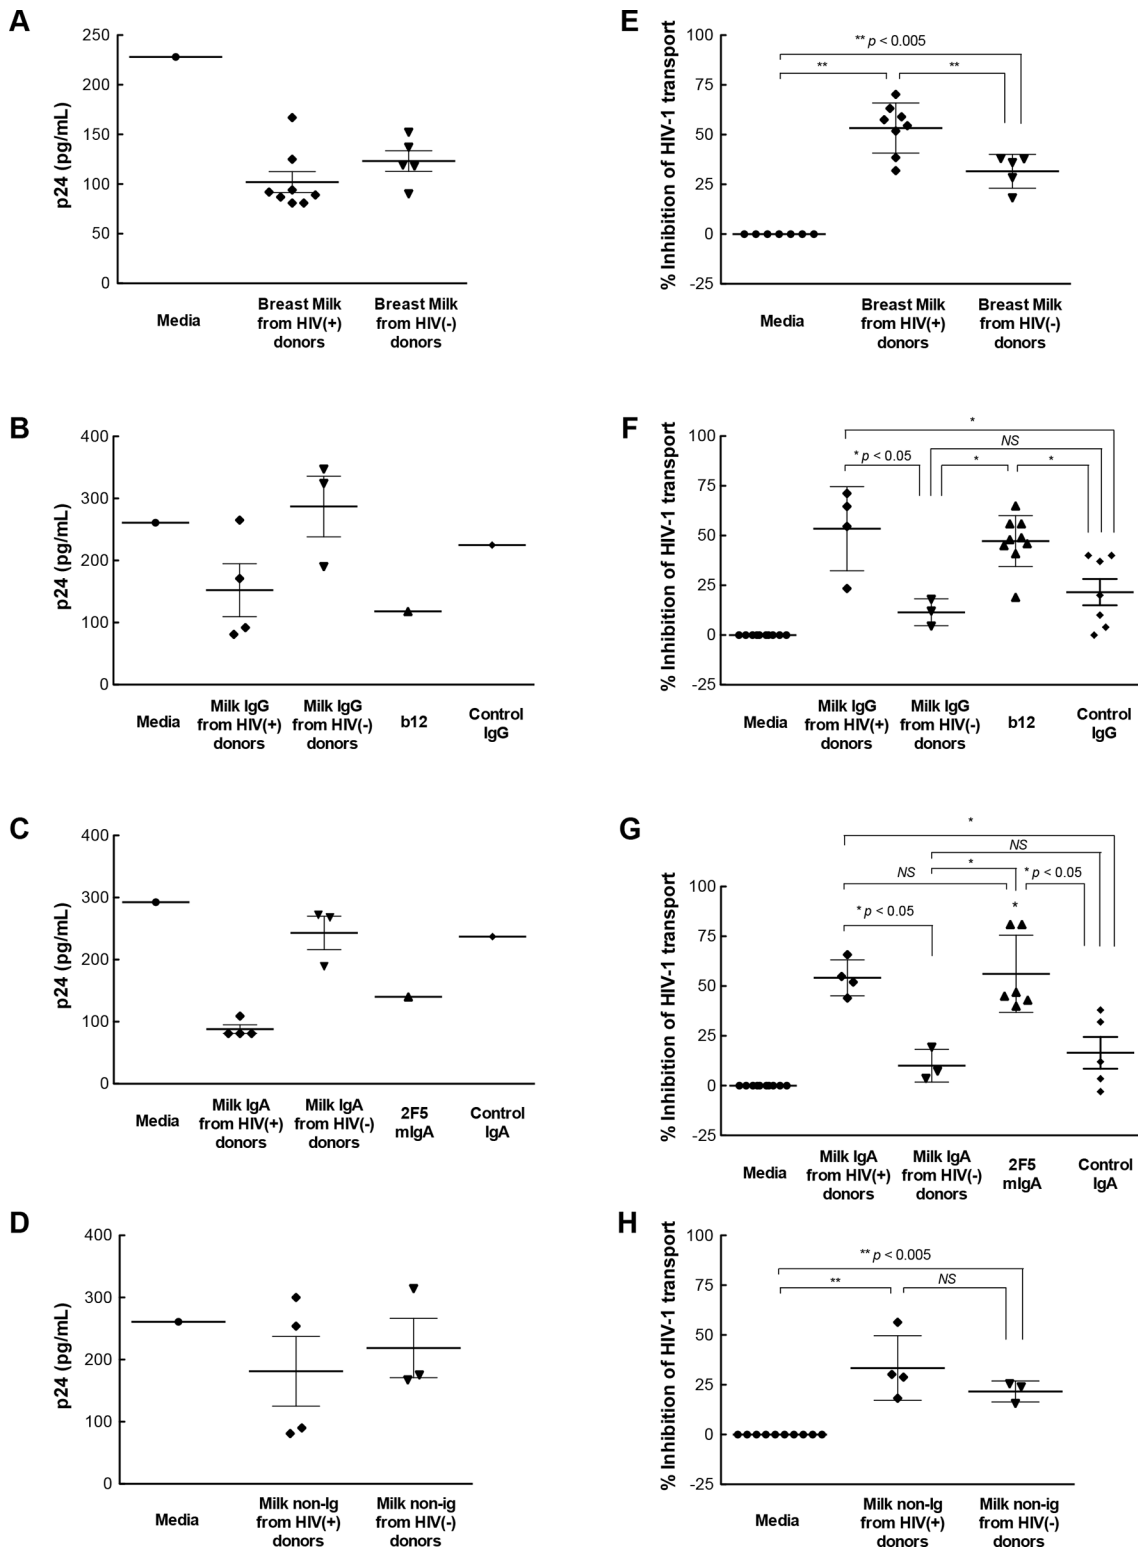 A
p24 (pg/mL)
250
200
150
100
50
0
Media
Breast Milk
from HIV(+)
donors
Breast Milk
from HIV(-)
donors
E
% Inhibition of HIV-1 transport
100
75
50
25
0
-25
** p < 0.005
**
**
Media
Breast Milk
from HIV(+)
donors
Breast Milk
from HIV(-)
donors
B
p24 (pg/mL)
400
300
200
100
0
Media
Milk IgG
from HIV(+)
donors
Milk IgG
from HIV(-)
donors
b12
Control
IgG
F
% Inhibition of HIV-1 transport
100
75
50
25
0
-25
*
NS
* p < 0.05
*
*
Media
Milk IgG
from HIV(+)
donors
Milk IgG
from HIV(-)
donors
b12
Control
IgG
C
p24 (pg/mL)
400
300
200
100
0
Media
Milk IgA
from HIV(+)
donors
Milk IgA
from HIV(-)
donors
2F5
mIgA
Control
IgA
G
% Inhibition of HIV-1 transport
100
75
50
25
0
-25
*
NS
*
NS
* p < 0.05
*
* p < 0.05
Media
Milk IgA
from HIV(+)
donors
Milk IgA
from HIV(-)
donors
2F5
mIgA
Control
IgA
D
p24 (pg/mL)
400
300
200
100
0
Media
Milk non-Ig
from HIV(+)
donors
Milk non-ig
from HIV(-)
donors
H
% Inhibition of HIV-1 transport
100
75
50
25
0
-25
** p < 0.005
**
NS
Media
Milk non-Ig
from HIV(+)
donors
Milk non-ig
from HIV(-)
donors